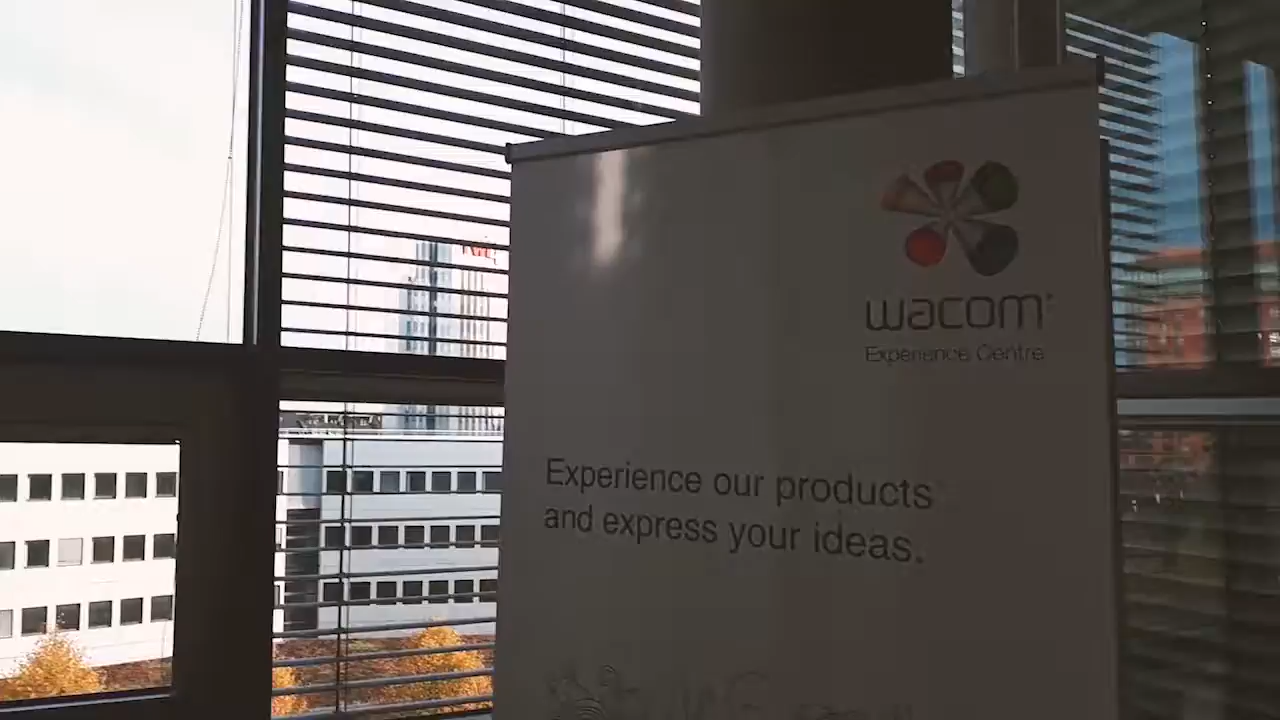 wacom
Experience Centre
Experience our products
and express your ideas.